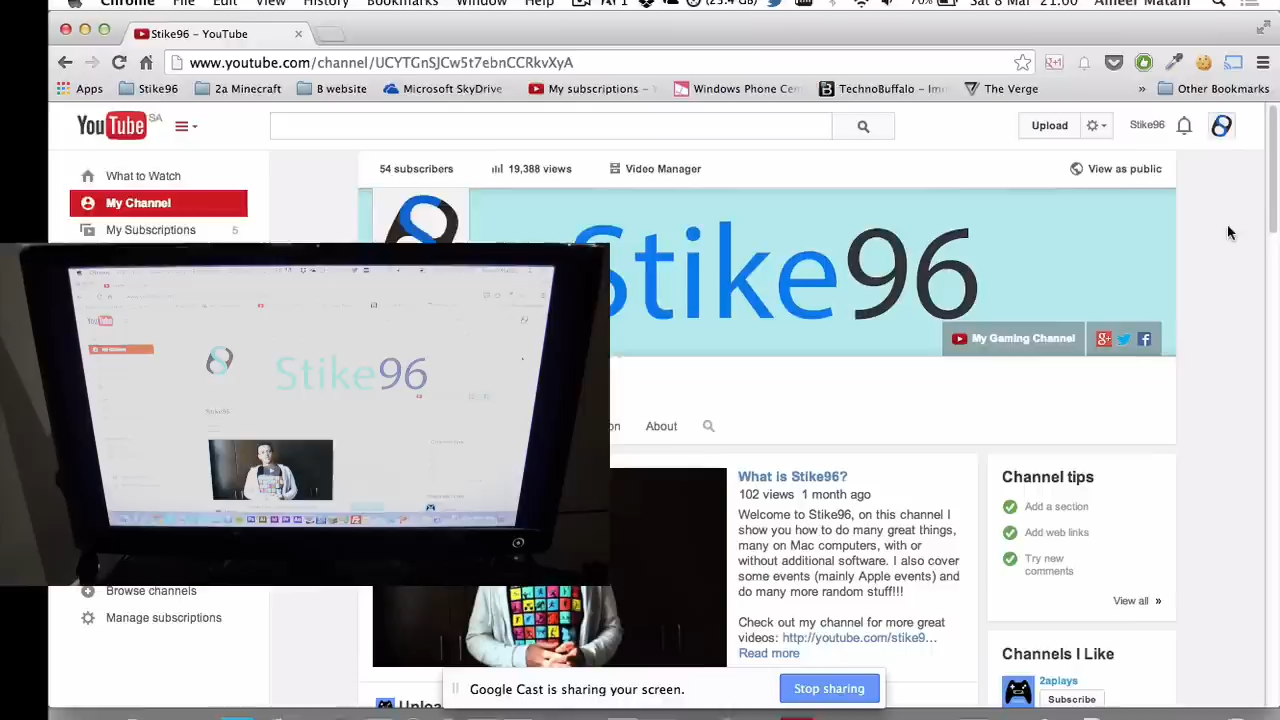 Chrome File Edit View History Bookmarks Window Help
Sat 8 Mar 21:00 Ameer Matani
Stike96 – YouTube
www.youtube.com/channel/UCYTGnSJCw5t7ebnCCRkvXyA
Apps Stike96 2a Minecraft B website Microsoft SkyDrive My subscriptions - Windows Phone Cen TechnoBuffalo The Verge » Other Bookmarks
YouTube SA Upload Stike96
54 subscribers 19,388 views Video Manager View as public
What to Watch
My Channel
My Subscriptions 5
Stike96
My Gaming Channel
YouTube
Stike96
on About
What is Stike96?
102 views 1 month ago
Welcome to Stike96, on this channel I
show you how to do many great things,
many on Mac computers, with or
without additional software. I also cover
some events (mainly Apple events) and
do many more random stuff!!!
Check out my channel for more great
videos: http://youtube.com/stike9...
Read more
Channel tips
Add a section
Add web links
Try new
comments
View all »
Channels I Like
2aplays
Subscribe
Browse channels
Manage subscriptions
Google Cast is sharing your screen. Stop sharing